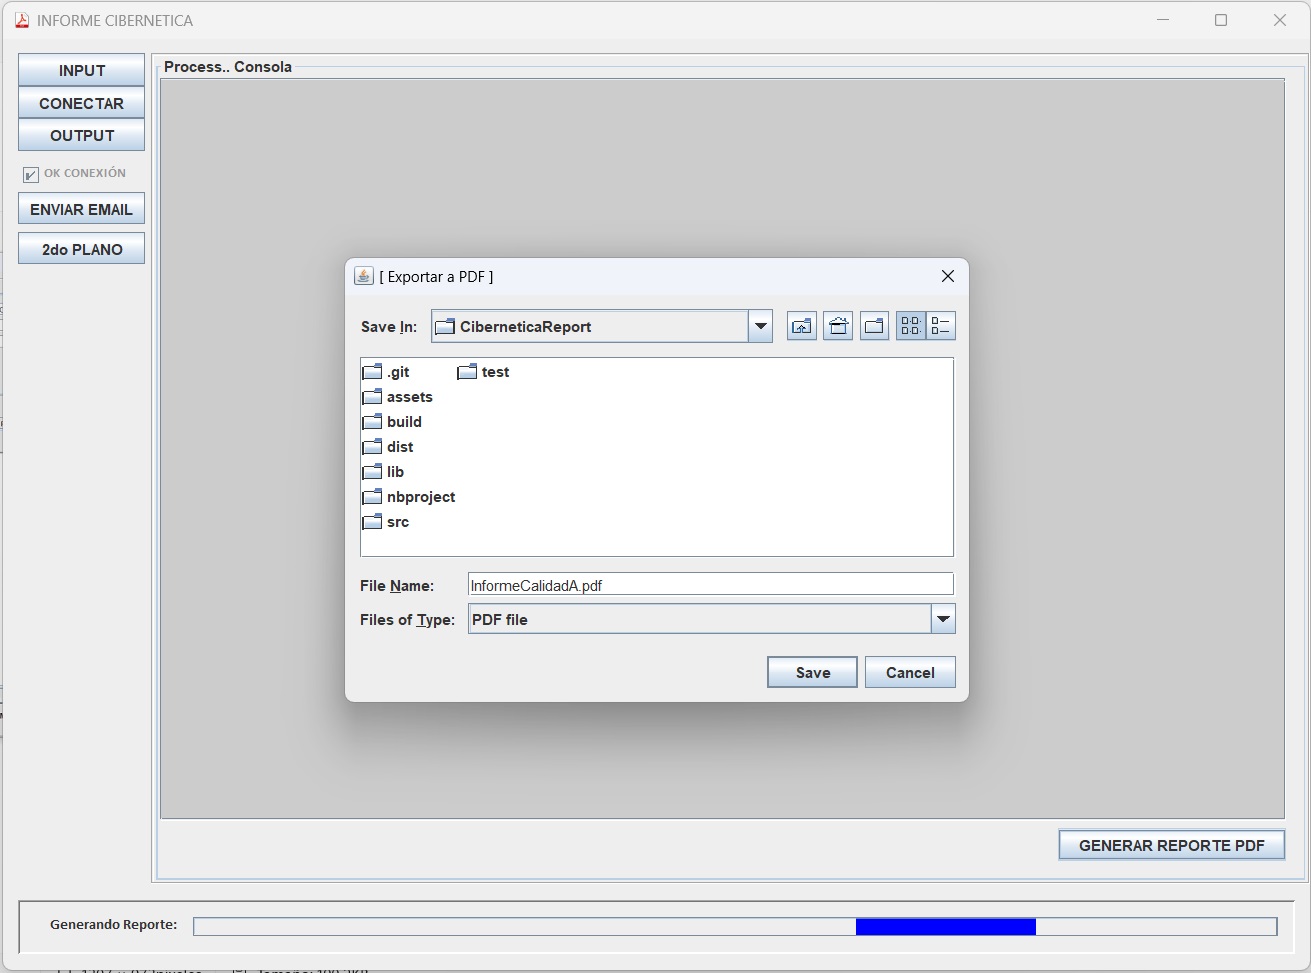 INFORME CIBERNETICA
INPUT
CONECTAR
OUTPUT
OK CONEXIÓN
ENVIAR EMAIL
2do PLANO
Process.. Consola
[ Exportar a PDF ]
Save In: CiberneticaReport
.git
assets
build
dist
lib
nbproject
src
test
File Name: InformeCalidadA.pdf
Files of Type: PDF file
Save Cancel
GENERAR REPORTE PDF
Generando Reporte: